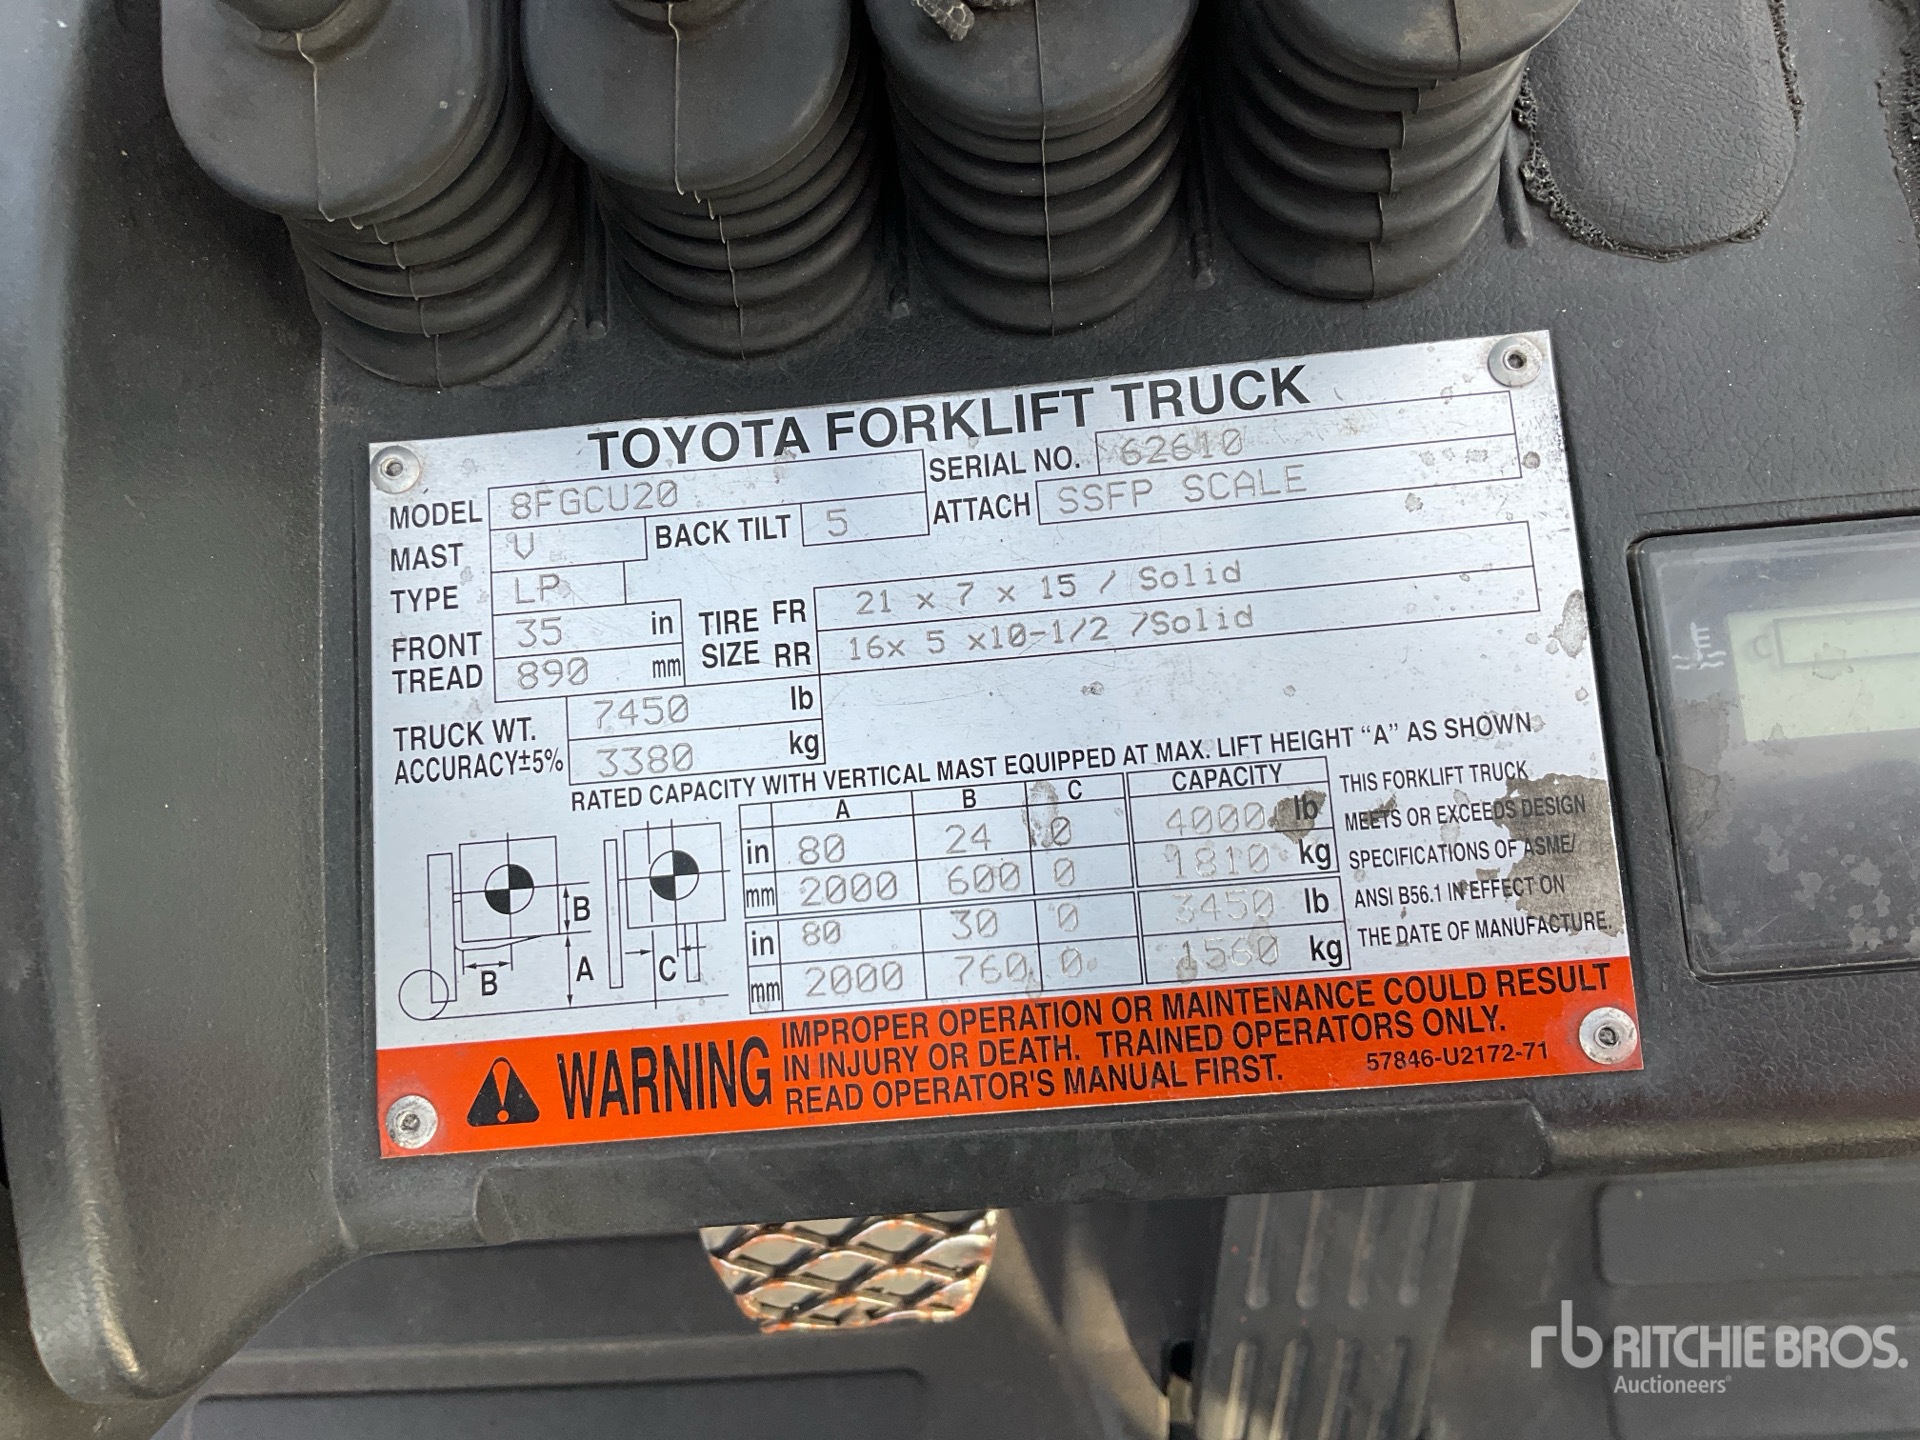 TOYOTA FORKLIFT TRUCK
MODEL 8FGCU20 SERIAL NO. 62610
MAST V BACK TILT 5 ATTACH SSFP SCALE
TYPE LP
FRONT TREAD 35 in 890 mm
TIRE SIZE FR 21 x 7 x 15 / Solid
RR 16x 5 x10-1/2 /Solid
TRUCK WT. 7450 lb
ACCURACY±5% 3380 kg
RATED CAPACITY WITH VERTICAL MAST EQUIPPED AT MAX. LIFT HEIGHT "A" AS SHOWN
A B C CAPACITY
in 80 24 0 4000 lb
mm 2000 600 0 1810 kg
in 80 30 0 3450 lb
mm 2000 760 0 1560 kg
B
B A C
THIS FORKLIFT TRUCK
MEETS OR EXCEEDS DESIGN
SPECIFICATIONS OF ASME/
ANSI B56.1 IN EFFECT ON
THE DATE OF MANUFACTURE.
WARNING
IMPROPER OPERATION OR MAINTENANCE COULD RESULT
IN INJURY OR DEATH. TRAINED OPERATORS ONLY.
READ OPERATOR'S MANUAL FIRST. 57846-U2172-71
C
rb RITCHIE BROS.
Auctioneers